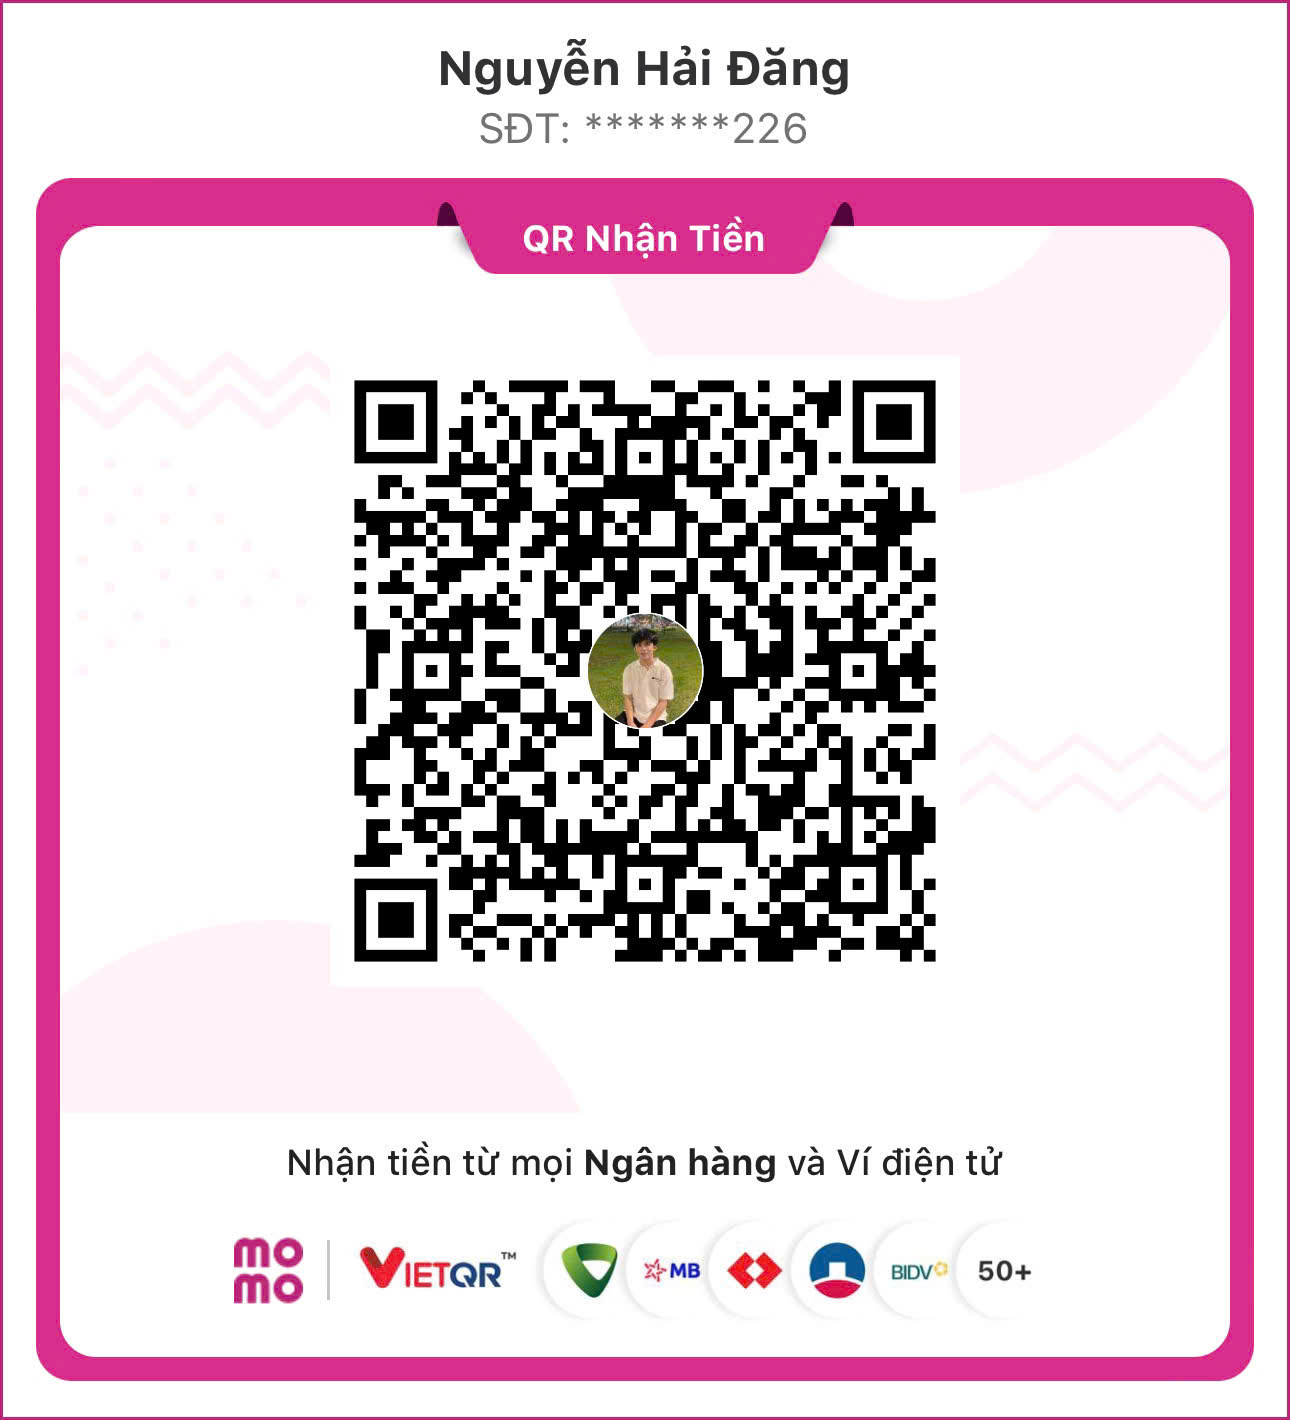 Nguyễn Hải Đăng
SĐT: *******226
QR Nhận Tiền
Nhận tiền từ mọi Ngân hàng và Ví điện tử
mo
mo
VIETQR™
MB
BIDV
50+